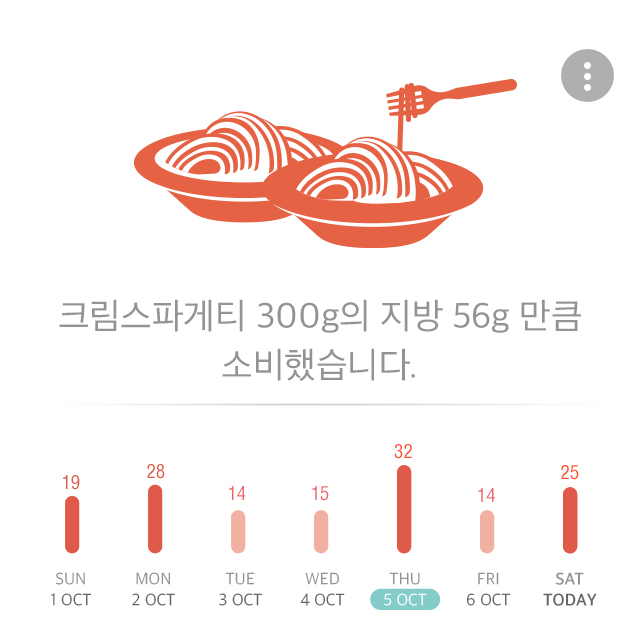 크림스파게티 300g의 지방 56g 만큼
소비했습니다.
19 28 14 15 32 14 25
SUN MON TUE WED THU FRI SAT
1 OCT 2 OCT 3 OCT 4 OCT 5 OCT 6 OCT TODAY